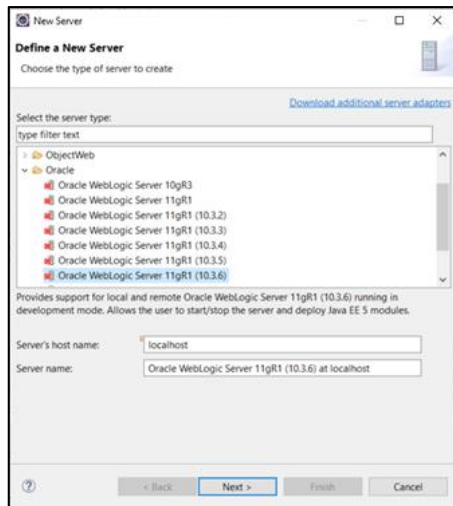 New Server
Define a New Server
Choose the type of server to create
Download additional server adapters
Select the server type:
type filter text
ObjectWeb
Oracle
Oracle WebLogic Server 10gR3
Oracle WebLogic Server 11gR1
Oracle WebLogic Server 11gR1 (10.3.2)
Oracle WebLogic Server 11gR1 (10.3.3)
Oracle WebLogic Server 11gR1 (10.3.4)
Oracle WebLogic Server 11gR1 (10.3.5)
Oracle WebLogic Server 11gR1 (10.3.6)
Provides support for local and remote Oracle WebLogic Server 11gR1 (10.3.6) running in
development mode. Allows the user to start/stop the server and deploy Java EE 5 modules.
Server's host name: localhost
Server name: Oracle WebLogic Server 11gR1 (10.3.6) at localhost
? < Back Next > Finish Cancel